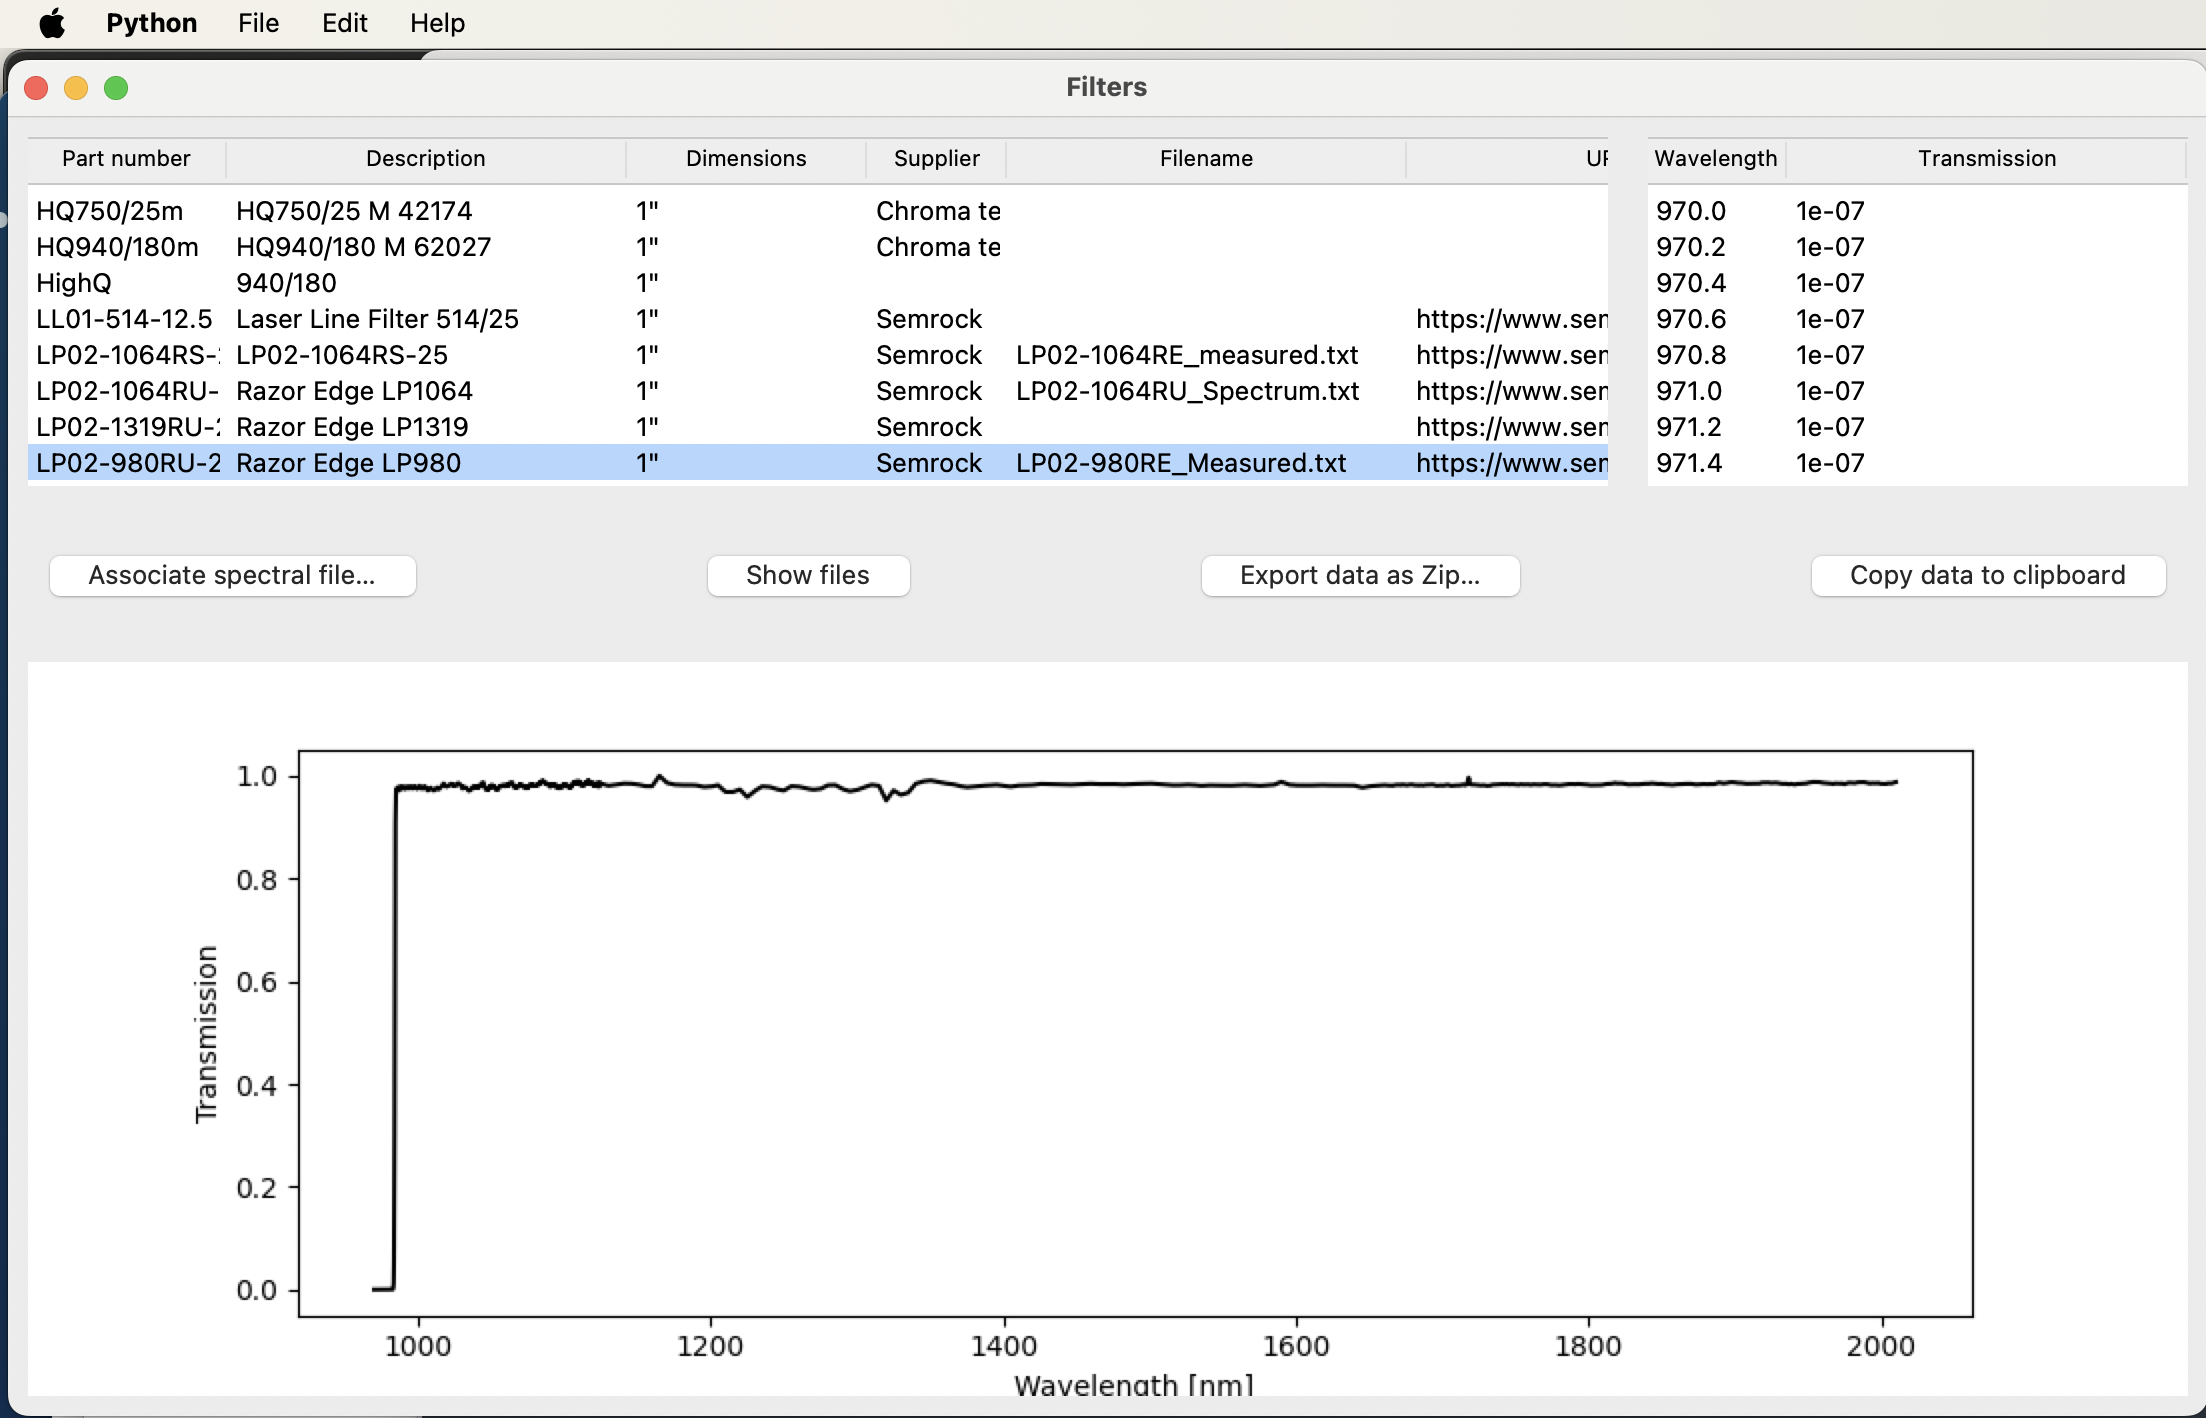 Python File Edit Help
Filters
Part number Description Dimensions Supplier Filename UR
HQ750/25m HQ750/25 M 42174 1" Chroma te
HQ940/180m HQ940/180 M 62027 1" Chroma te
HighQ 940/180 1"
LL01-514-12.5 Laser Line Filter 514/25 1" Semrock https://www.sem
LP02-1064RS-2 LP02-1064RS-25 1" Semrock LP02-1064RE_measured.txt https://www.sem
LP02-1064RU- Razor Edge LP1064 1" Semrock LP02-1064RU_Spectrum.txt https://www.sem
LP02-1319RU-2 Razor Edge LP1319 1" Semrock https://www.sem
LP02-980RU-2 Razor Edge LP980 1" Semrock LP02-980RE_Measured.txt https://www.sem
Wavelength Transmission
970.0 1e-07
970.2 1e-07
970.4 1e-07
970.6 1e-07
970.8 1e-07
971.0 1e-07
971.2 1e-07
971.4 1e-07
Associate spectral file... Show files Export data as Zip... Copy data to clipboard
1.0
0.8
0.6
0.4
0.2
0.0
Transmission
1000 1200 1400 1600 1800 2000
Wavelength [nm]